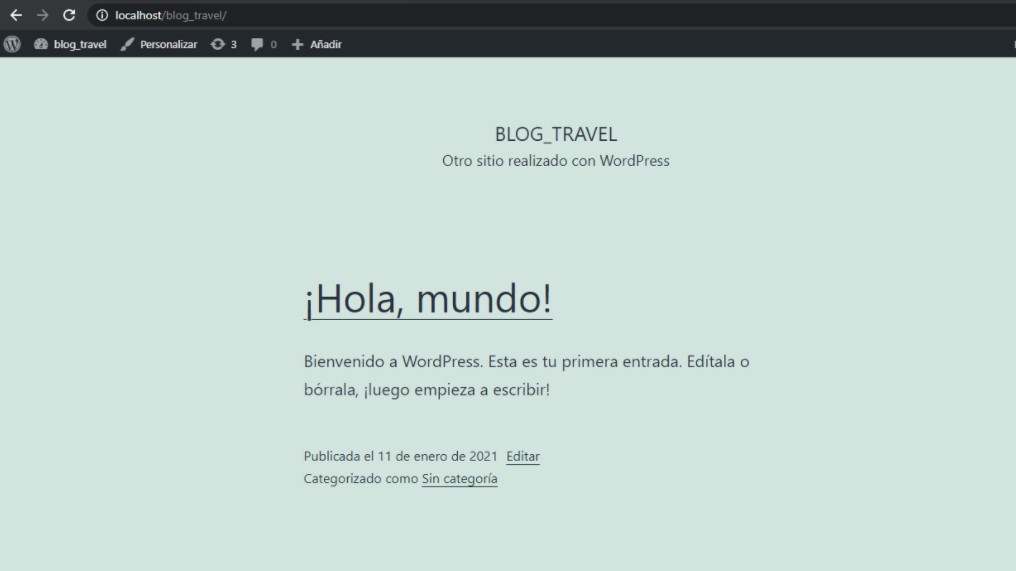 localhost/blog_travel/
blog_travel Personalizar 3 0 Añadir
BLOG_TRAVEL
Otro sitio realizado con WordPress
¡Hola, mundo!
Bienvenido a WordPress. Esta es tu primera entrada. Edítala o
bórrala, ¡luego empieza a escribir!
Publicada el 11 de enero de 2021 Editar
Categorizado como Sin categoría